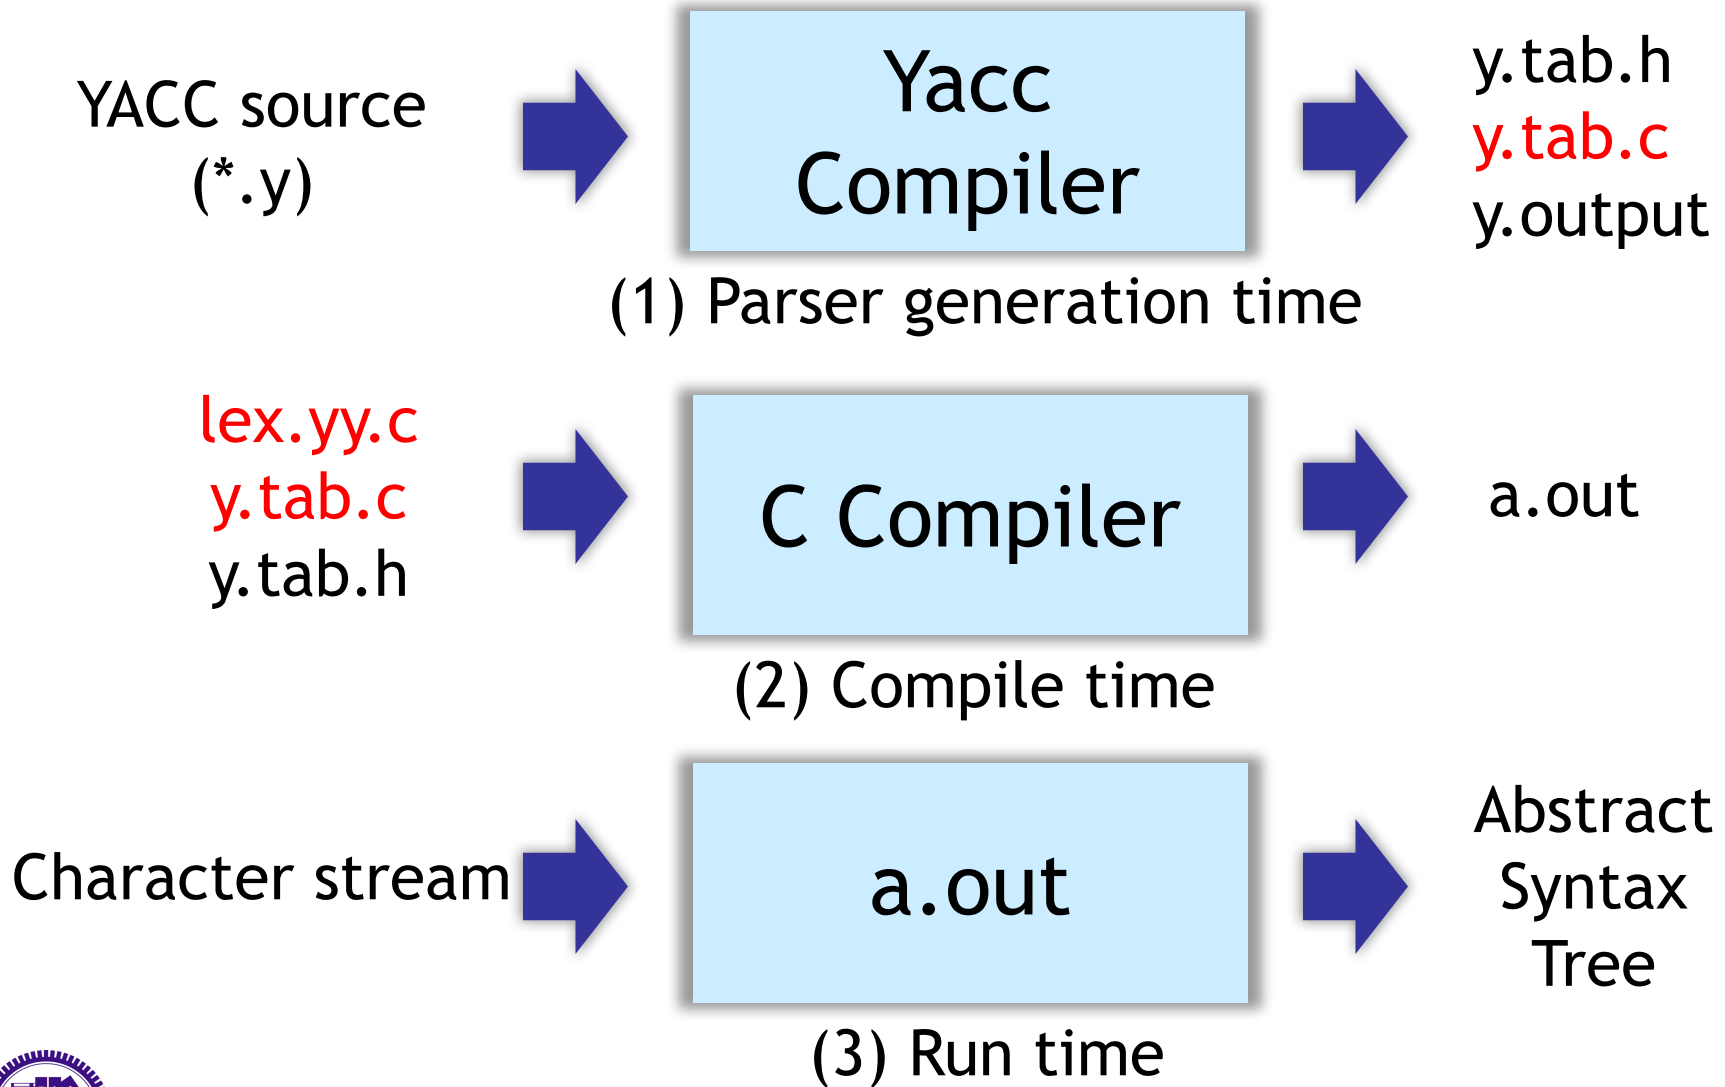 YACC source
(*.y)
Yacc
Compiler
y.tab.h
y.tab.c
y.output
(1) Parser generation time
lex.yy.c
y.tab.c
y.tab.h
C Compiler
a.out
(2) Compile time
Character stream
a.out
Abstract
Syntax
Tree
(3) Run time